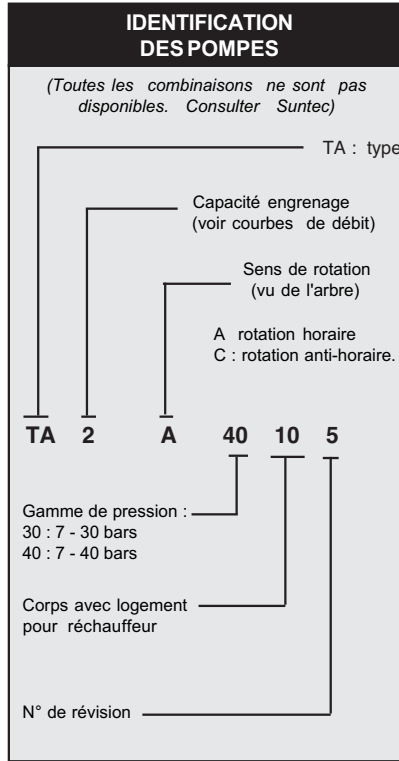 IDENTIFICATION
DES POMPES
(Toutes les combinaisons ne sont pas
disponibles. Consulter Suntec)
TA : type
Capacité engrenage
(voir courbes de débit)
Sens de rotation
(vu de l'arbre)
A rotation horaire
C : rotation anti-horaire.
TA 2 A 40 10 5
Gamme de pression :
30 : 7 - 30 bars
40 : 7 - 40 bars
Corps avec logement
pour réchauffeur
N° de révision